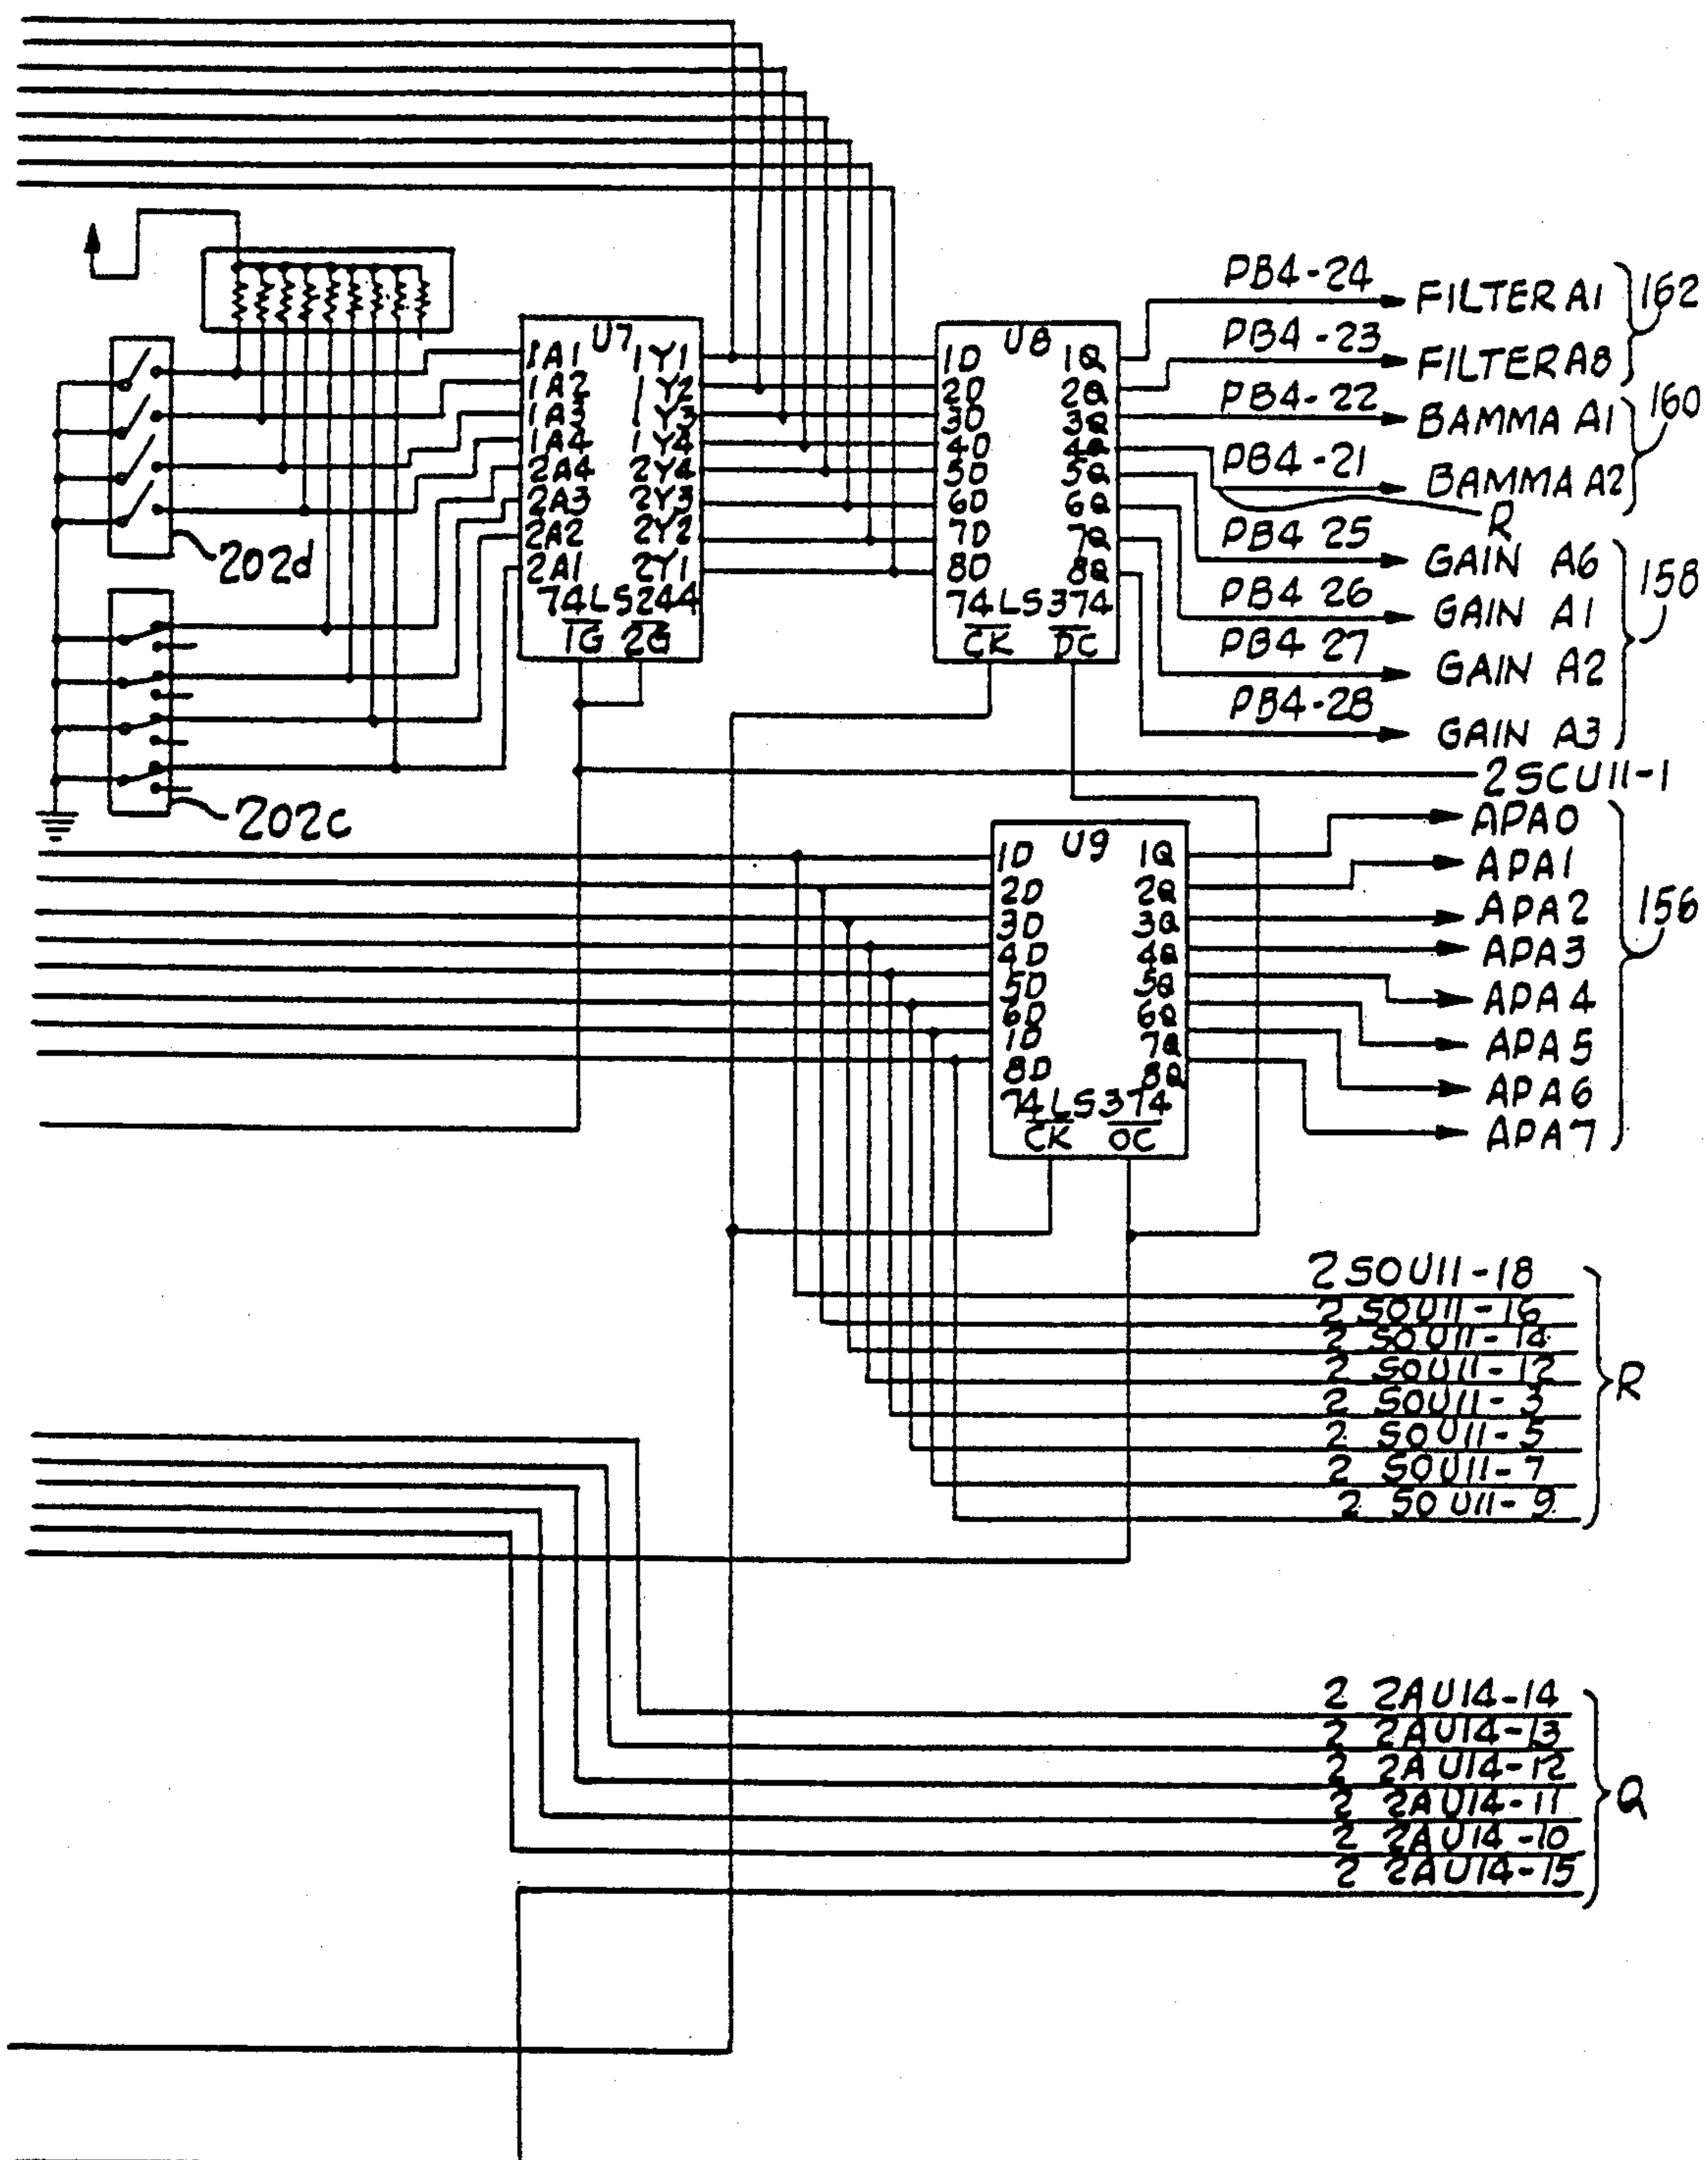 PB4-24
FILTER A1
162
PB4-23
FILTER A8
PB4-22
BAMMA A1
160
PB4-21
BAMMA A2
R
PB4 25
GAIN A6
158
PB4 26
GAIN A1
PB4 27
GAIN A2
PB4-28
GAIN A3
2SCU11-1
U7
1A1 1Y1
1A2 1Y2
1A3 1Y3
1A4 1Y4
2A4 2Y4
2A3 2Y3
2A2 2Y2
2A1 2Y1
74LS244
1G 2G
U8
1D 1Q
2D 2Q
3D 3Q
4D 4Q
5D 5Q
6D 6Q
7D 7Q
8D 8Q
74LS374
CK DC
202d
202c
U9
1D 1Q
2D 2Q
3D 3Q
4D 4Q
5D 5Q
6D 6Q
1D 7Q
8D 8Q
74LS374
CK OC
APA0
APA1
APA2
156
APA3
APA4
APA5
APA6
APA7
2 SOU11-18
2 SOU11-16
2 SOU11-14
2 SOU11-12
2 SOU11-3
2 SOU11-5
2 SOU11-7
2 SOU11-9
R
2 2AU14-14
2 2AU14-13
2 2AU14-12
2 2AU14-11
2 2AU14-10
2 2AU14-15
Q